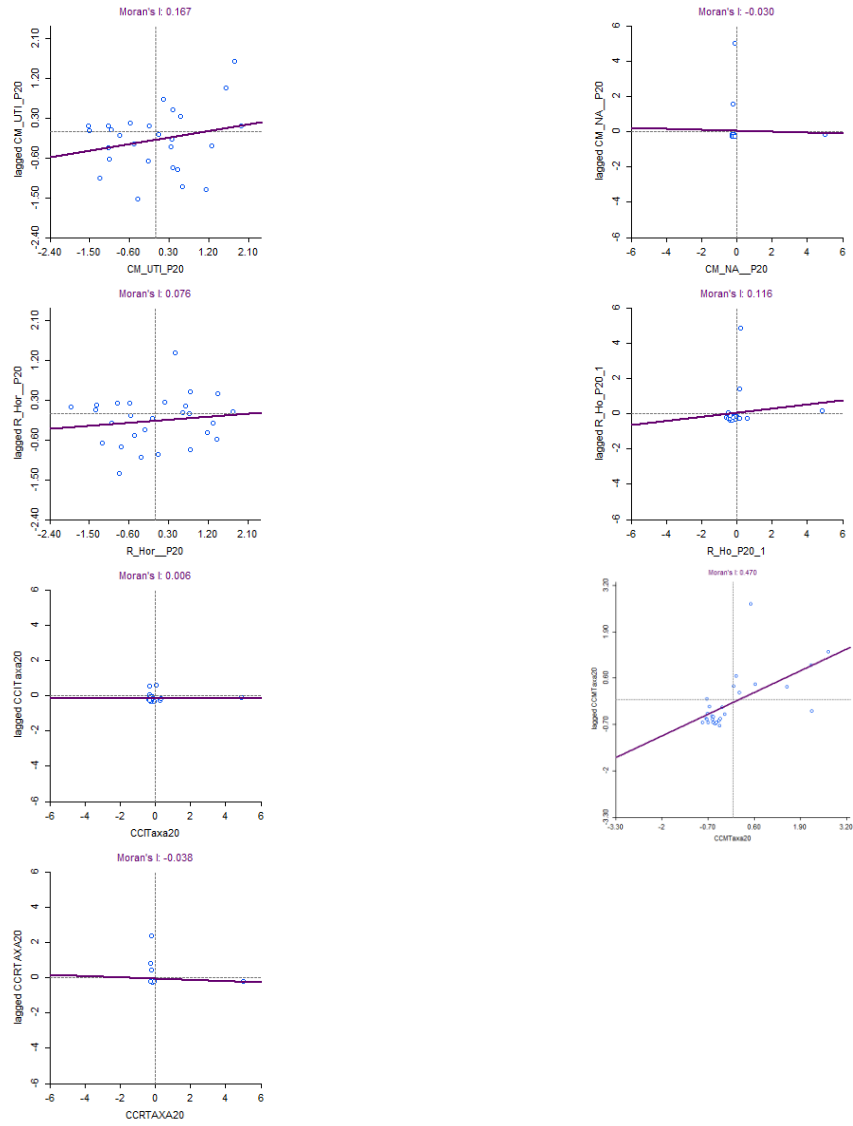 Moran's I: 0.167
lagged CM_UTI_P20
2.10
1.20
0.30
-0.60
-1.50
-2.40
-2.40 -1.50 -0.60 0.30 1.20 2.10
CM_UTI_P20
Moran's I: -0.030
lagged CM_NA__P20
6
4
2
0
-2
-4
-6
-6 -4 -2 0 2 4 6
CM_NA__P20
Moran's I: 0.076
lagged R_Hor__P20
2.10
1.20
0.30
-0.60
-1.50
-2.40
-2.40 -1.50 -0.60 0.30 1.20 2.10
R_Hor__P20
Moran's I: 0.116
lagged R_Ho_P20_1
6
4
2
0
-2
-4
-6
-6 -4 -2 0 2 4 6
R_Ho_P20_1
Moran's I: 0.006
lagged CCITaxa20
6
4
2
0
-2
-4
-6
-6 -4 -2 0 2 4 6
CCITaxa20
Moran's I: 0.470
lagged CCMTaxa20
3.20
1.90
0.60
-0.70
-2
-3.30
-3.30 -2 -0.70 0.60 1.90 3.20
CCMTaxa20
Moran's I: -0.038
lagged CCRTAXA20
6
4
2
0
-2
-4
-6
-6 -4 -2 0 2 4 6
CCRTAXA20